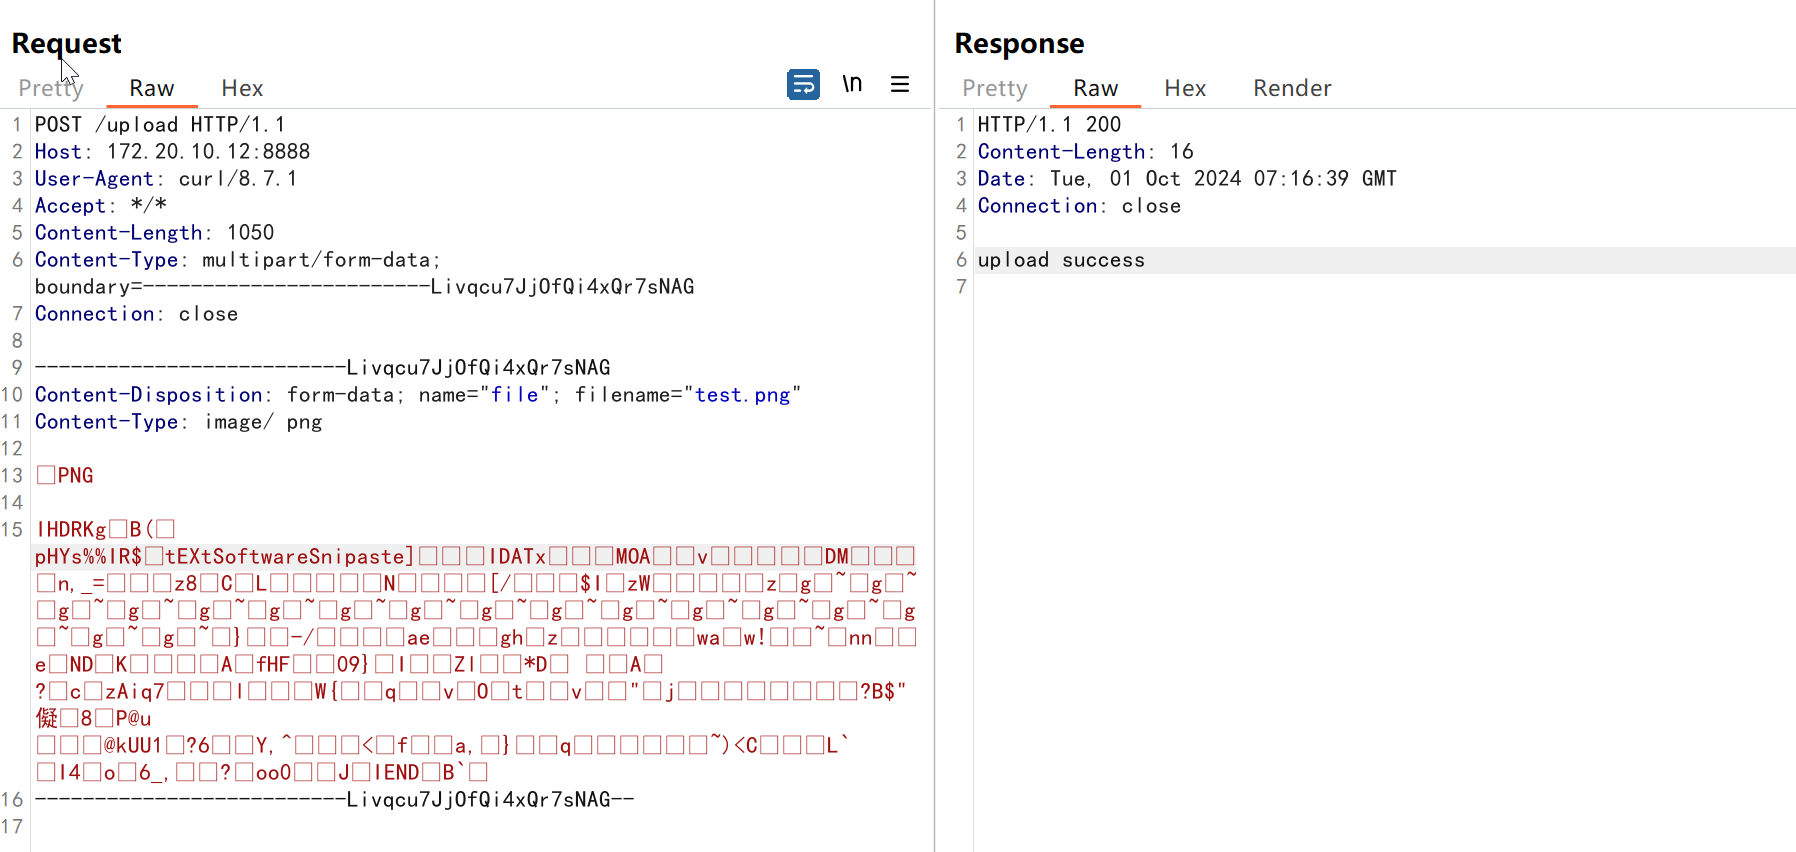 Request
Pretty Raw Hex \n
1 POST /upload HTTP/1.1
2 Host: 172.20.10.12:8888
3 User-Agent: curl/8.7.1
4 Accept: */*
5 Content-Length: 1050
6 Content-Type: multipart/form-data;
boundary=------------------------Livqcu7JjOfQi4xQr7sNAG
7 Connection: close
8
9 --------------------------Livqcu7JjOfQi4xQr7sNAG
10 Content-Disposition: form-data; name="file"; filename="test.png"
11 Content-Type: image/ png
12
13 □PNG
14
15 IHDRKg□B(□
pHYs%%IR$□tEXtSoftwareSnipaste]□□□IDATx□□□MOA□□v□□□□□DM□□□
□n,_=□□□z8□C□L□□□□□N□□□□[/□□□$I□zW□□□□□z□g□~□g□~
□g□~□g□~□g□~□g□~□g□~□g□~□g□~□g□~□g□~□g□~□g□~□g□~□g
□~□g□~□g□~□}□□-/□□□□ae□□□gh□z□□□□□□wa□w!□□~□nn□□
e□ND□K□□□□A□fHF□□09}□I□□ZI□□*D□ □□A□
?□c□zAiq7□□□I□□□W{□□q□□v□O□t□□v□□"□j□□□□□□□□?B$"
儗□8□P@u
□□□@kUU1□?6□□Y,^□□□<□f□□a,□}□□q□□□□□□~)<C□□□L`
□I4□o□6_,□□?□ooO□□J□IEND□B`□
16 --------------------------Livqcu7JjOfQi4xQr7sNAG--
17
Response
Pretty Raw Hex Render
1 HTTP/1.1 200
2 Content-Length: 16
3 Date: Tue, 01 Oct 2024 07:16:39 GMT
4 Connection: close
5
6 upload success
7